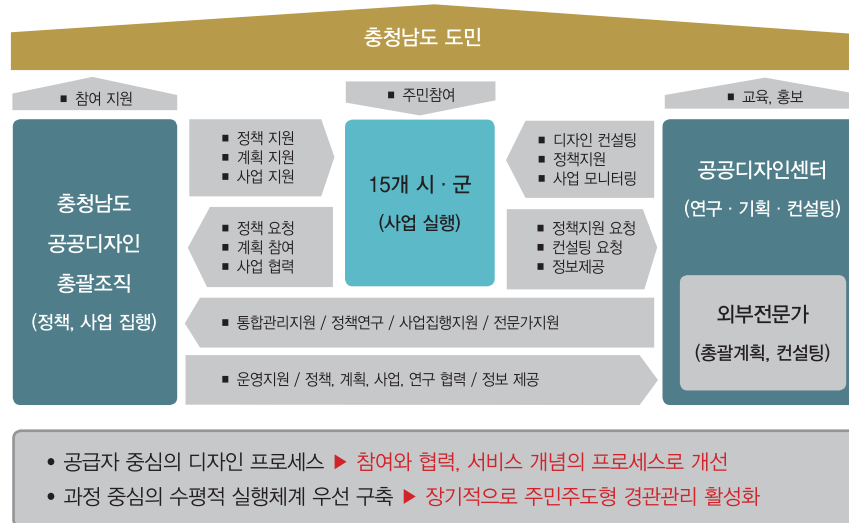 충청남도 도민
▪ 참여 지원
▪ 주민참여
▪ 교육, 홍보
충청남도
공공디자인
총괄조직
(정책, 사업 집행)
▪ 정책 지원
▪ 계획 지원
▪ 사업 지원
▪ 정책 요청
▪ 계획 참여
▪ 사업 협력
15개 시 · 군
(사업 실행)
▪ 디자인 컨설팅
▪ 정책지원
▪ 사업 모니터링
▪ 정책지원 요청
▪ 컨설팅 요청
▪ 정보제공
공공디자인센터
(연구 · 기획 · 컨설팅)
외부전문가
(총괄계획, 컨설팅)
▪ 통합관리지원 / 정책연구 / 사업집행지원 / 전문가지원
▪ 운영지원 / 정책, 계획, 사업, 연구 협력 / 정보 제공
• 공급자 중심의 디자인 프로세스 ▶ 참여와 협력, 서비스 개념의 프로세스로 개선
• 과정 중심의 수평적 실행체계 우선 구축 ▶ 장기적으로 주민주도형 경관관리 활성화